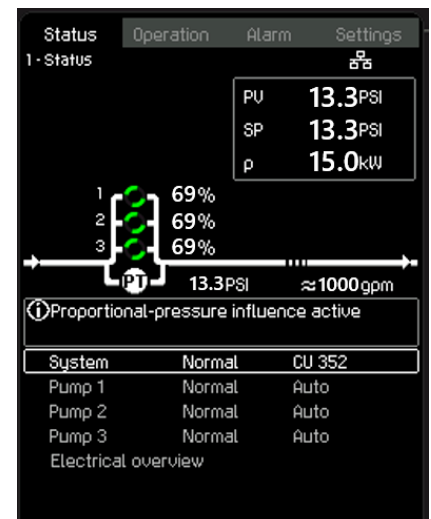 Status Operation Alarm Settings
1 - Status
PV 13.3PSI
SP 13.3PSI
ρ 15.0kW
1 69%
2 69%
3 69%
PT 13.3PSI ≈1000gpm
Proportional-pressure influence active
System Normal CU 352
Pump 1 Normal Auto
Pump 2 Normal Auto
Pump 3 Normal Auto
Electrical overview